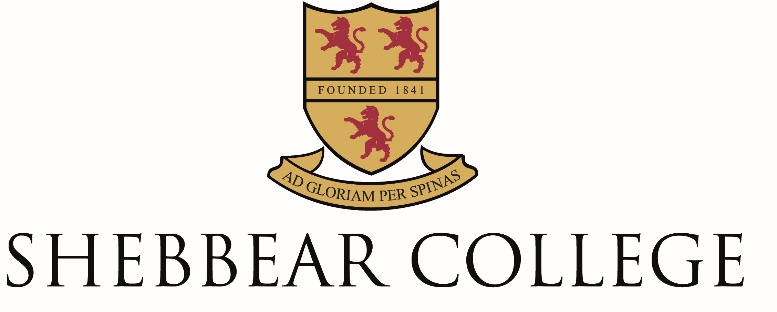 FOUNDED 1841
AD GLORIAM PER SPINAS
SHEBBEAR COLLEGE